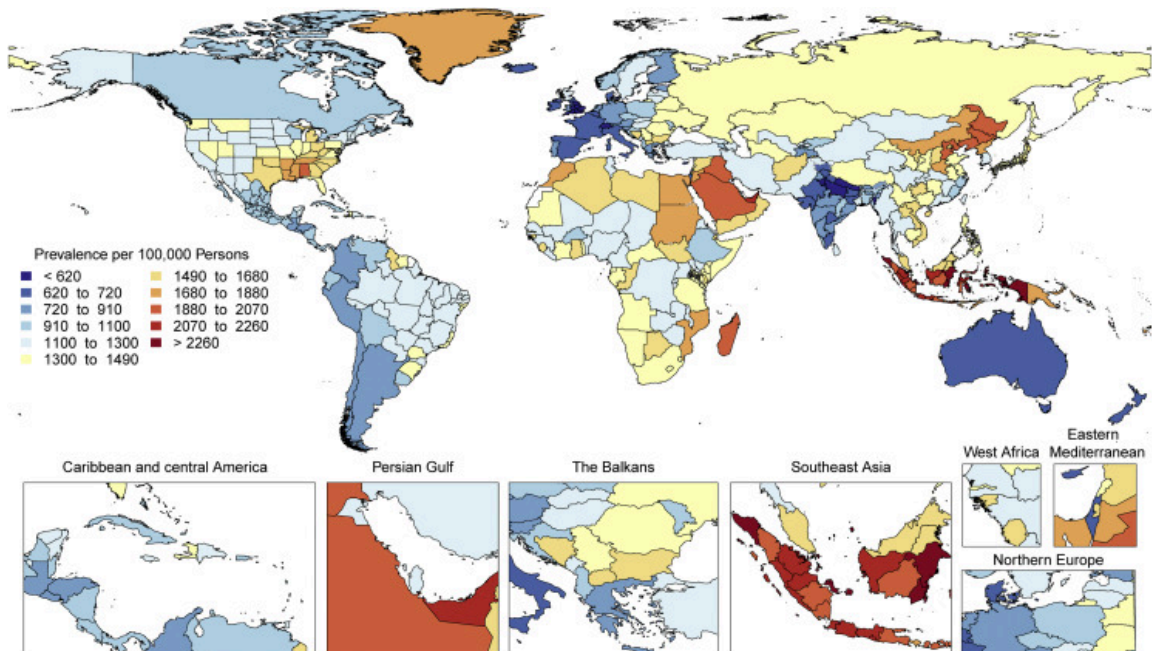 Prevalence per 100,000 Persons
< 620
620 to 720
720 to 910
910 to 1100
1100 to 1300
1300 to 1490
1490 to 1680
1680 to 1880
1880 to 2070
2070 to 2260
> 2260
Caribbean and central America
Persian Gulf
The Balkans
Southeast Asia
West Africa
Eastern
Mediterranean
Northern Europe